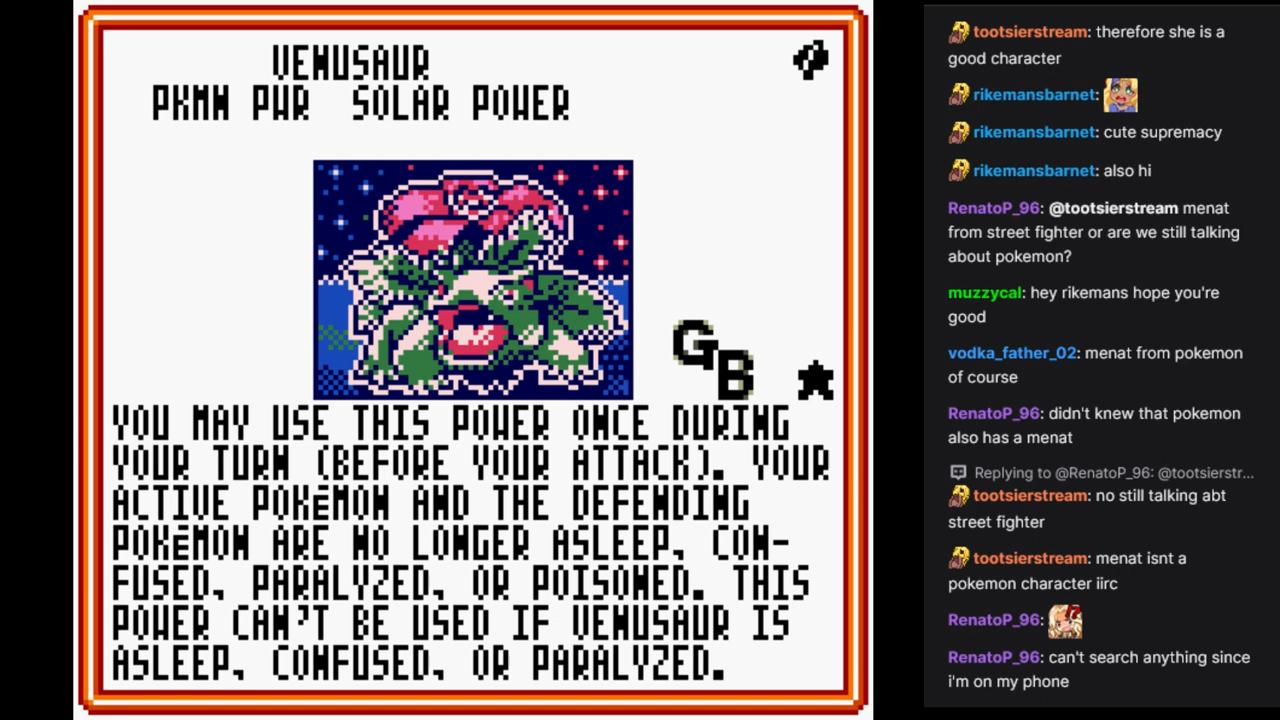 VENUSAUR
PKMN PWR SOLAR POWER
GB
YOU MAY USE THIS POWER ONCE DURING
YOUR TURN (BEFORE YOUR ATTACK). YOUR
ACTIVE POKéMON AND THE DEFENDING
POKéMON ARE NO LONGER ASLEEP, CON-
FUSED, PARALYZED, OR POISONED. THIS
POWER CAN'T BE USED IF VENUSAUR IS
ASLEEP, CONFUSED, OR PARALYZED.
tootsierstream: therefore she is a
good character
rikemansbarnet:
rikemansbarnet: cute supremacy
rikemansbarnet: also hi
RenatoP_96: @tootsierstream menat
from street fighter or are we still talking
about pokemon?
muzzycal: hey rikemans hope you're
good
vodka_father_02: menat from pokemon
of course
RenatoP_96: didn't knew that pokemon
also has a menat
Replying to @RenatoP_96: @tootsierstr...
tootsierstream: no still talking abt
street fighter
tootsierstream: menat isnt a
pokemon character iirc
RenatoP_96:
RenatoP_96: can't search anything since
i'm on my phone